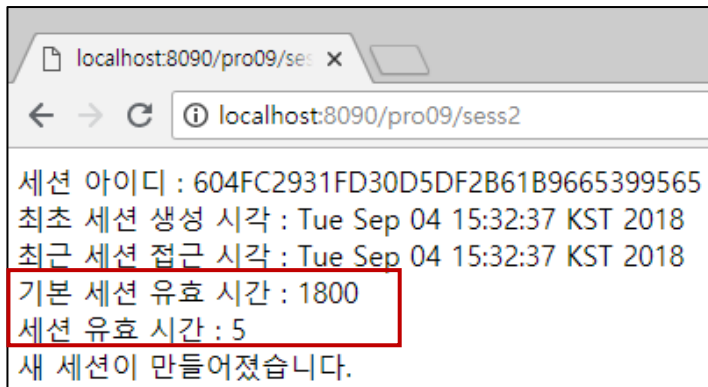 localhost:8090/pro09/ses
localhost:8090/pro09/sess2
세션 아이디 : 604FC2931FD30D5DF2B61B9665399565
최초 세션 생성 시각 : Tue Sep 04 15:32:37 KST 2018
최근 세션 접근 시각 : Tue Sep 04 15:32:37 KST 2018
기본 세션 유효 시간 : 1800
세션 유효 시간 : 5
새 세션이 만들어졌습니다.